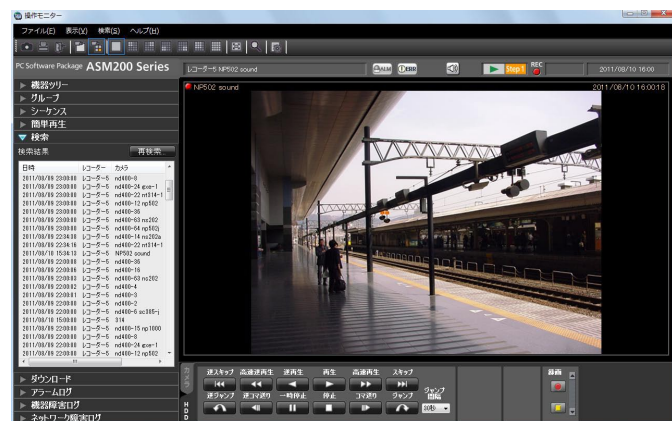 操作モニター
ファイル(F) 表示(V) 検索(S) ヘルプ(H)
PC Software Package ASM200 Series
レコーダー5 NP502 sound
ALM
ERR
Step1
REC
2011/08/10 16:00
機器ツリー
グループ
シーケンス
簡単再生
検索
検索結果
再検索
日時 レコーダー カメラ
2011/08/09 23:00:00 レコーダー5 nd400-8
2011/08/09 23:00:00 レコーダー5 nd400-24 gxe-1
2011/08/09 23:00:00 レコーダー5 nd400-22 nt314-1
2011/08/09 23:00:00 レコーダー5 nd400-12 np502
2011/08/09 23:00:00 レコーダー5 nd400-35
2011/08/09 23:00:00 レコーダー5 nd400-63 ns202
2011/08/09 23:00:00 レコーダー5 nd400-64 np502j
2011/08/09 22:34:38 レコーダー5 nd400-14 ns202a
2011/08/09 22:34:16 レコーダー5 nd400-22 nt314-1
2011/08/10 15:34:13 レコーダー5 NP502 sound
2011/08/09 22:00:08 レコーダー5 nd400-35
2011/08/09 22:00:06 レコーダー5 nd400-16
2011/08/09 22:00:03 レコーダー5 nd400-63 ns202
2011/08/09 22:00:02 レコーダー5 nd400-4
2011/08/09 22:00:01 レコーダー5 nd400-3
2011/08/09 22:00:01 レコーダー5 nd400-2
2011/08/09 22:00:01 レコーダー5 nd400-6 sc385-j
2011/08/10 15:00:00 レコーダー5 314
2011/08/09 22:00:00 レコーダー5 nd400-15 np1000
2011/08/09 22:00:00 レコーダー5 nd400-8
2011/08/09 22:00:00 レコーダー5 nd400-24 gxe-1
2011/08/09 22:00:00 レコーダー5 nd400-12 np502
NP502 sound
2011/08/10 16:00:18
ダウンロード
アラームログ
機器障害ログ
ネットワーク障害ログ
カメラ
HDD
逆スキップ 高速逆再生 逆再生 再生 高速再生 スキップ
逆ジャンプ 逆コマ送り 一時停止 停止 コマ送り ジャンプ
ジャンプ間隔
10秒
録画